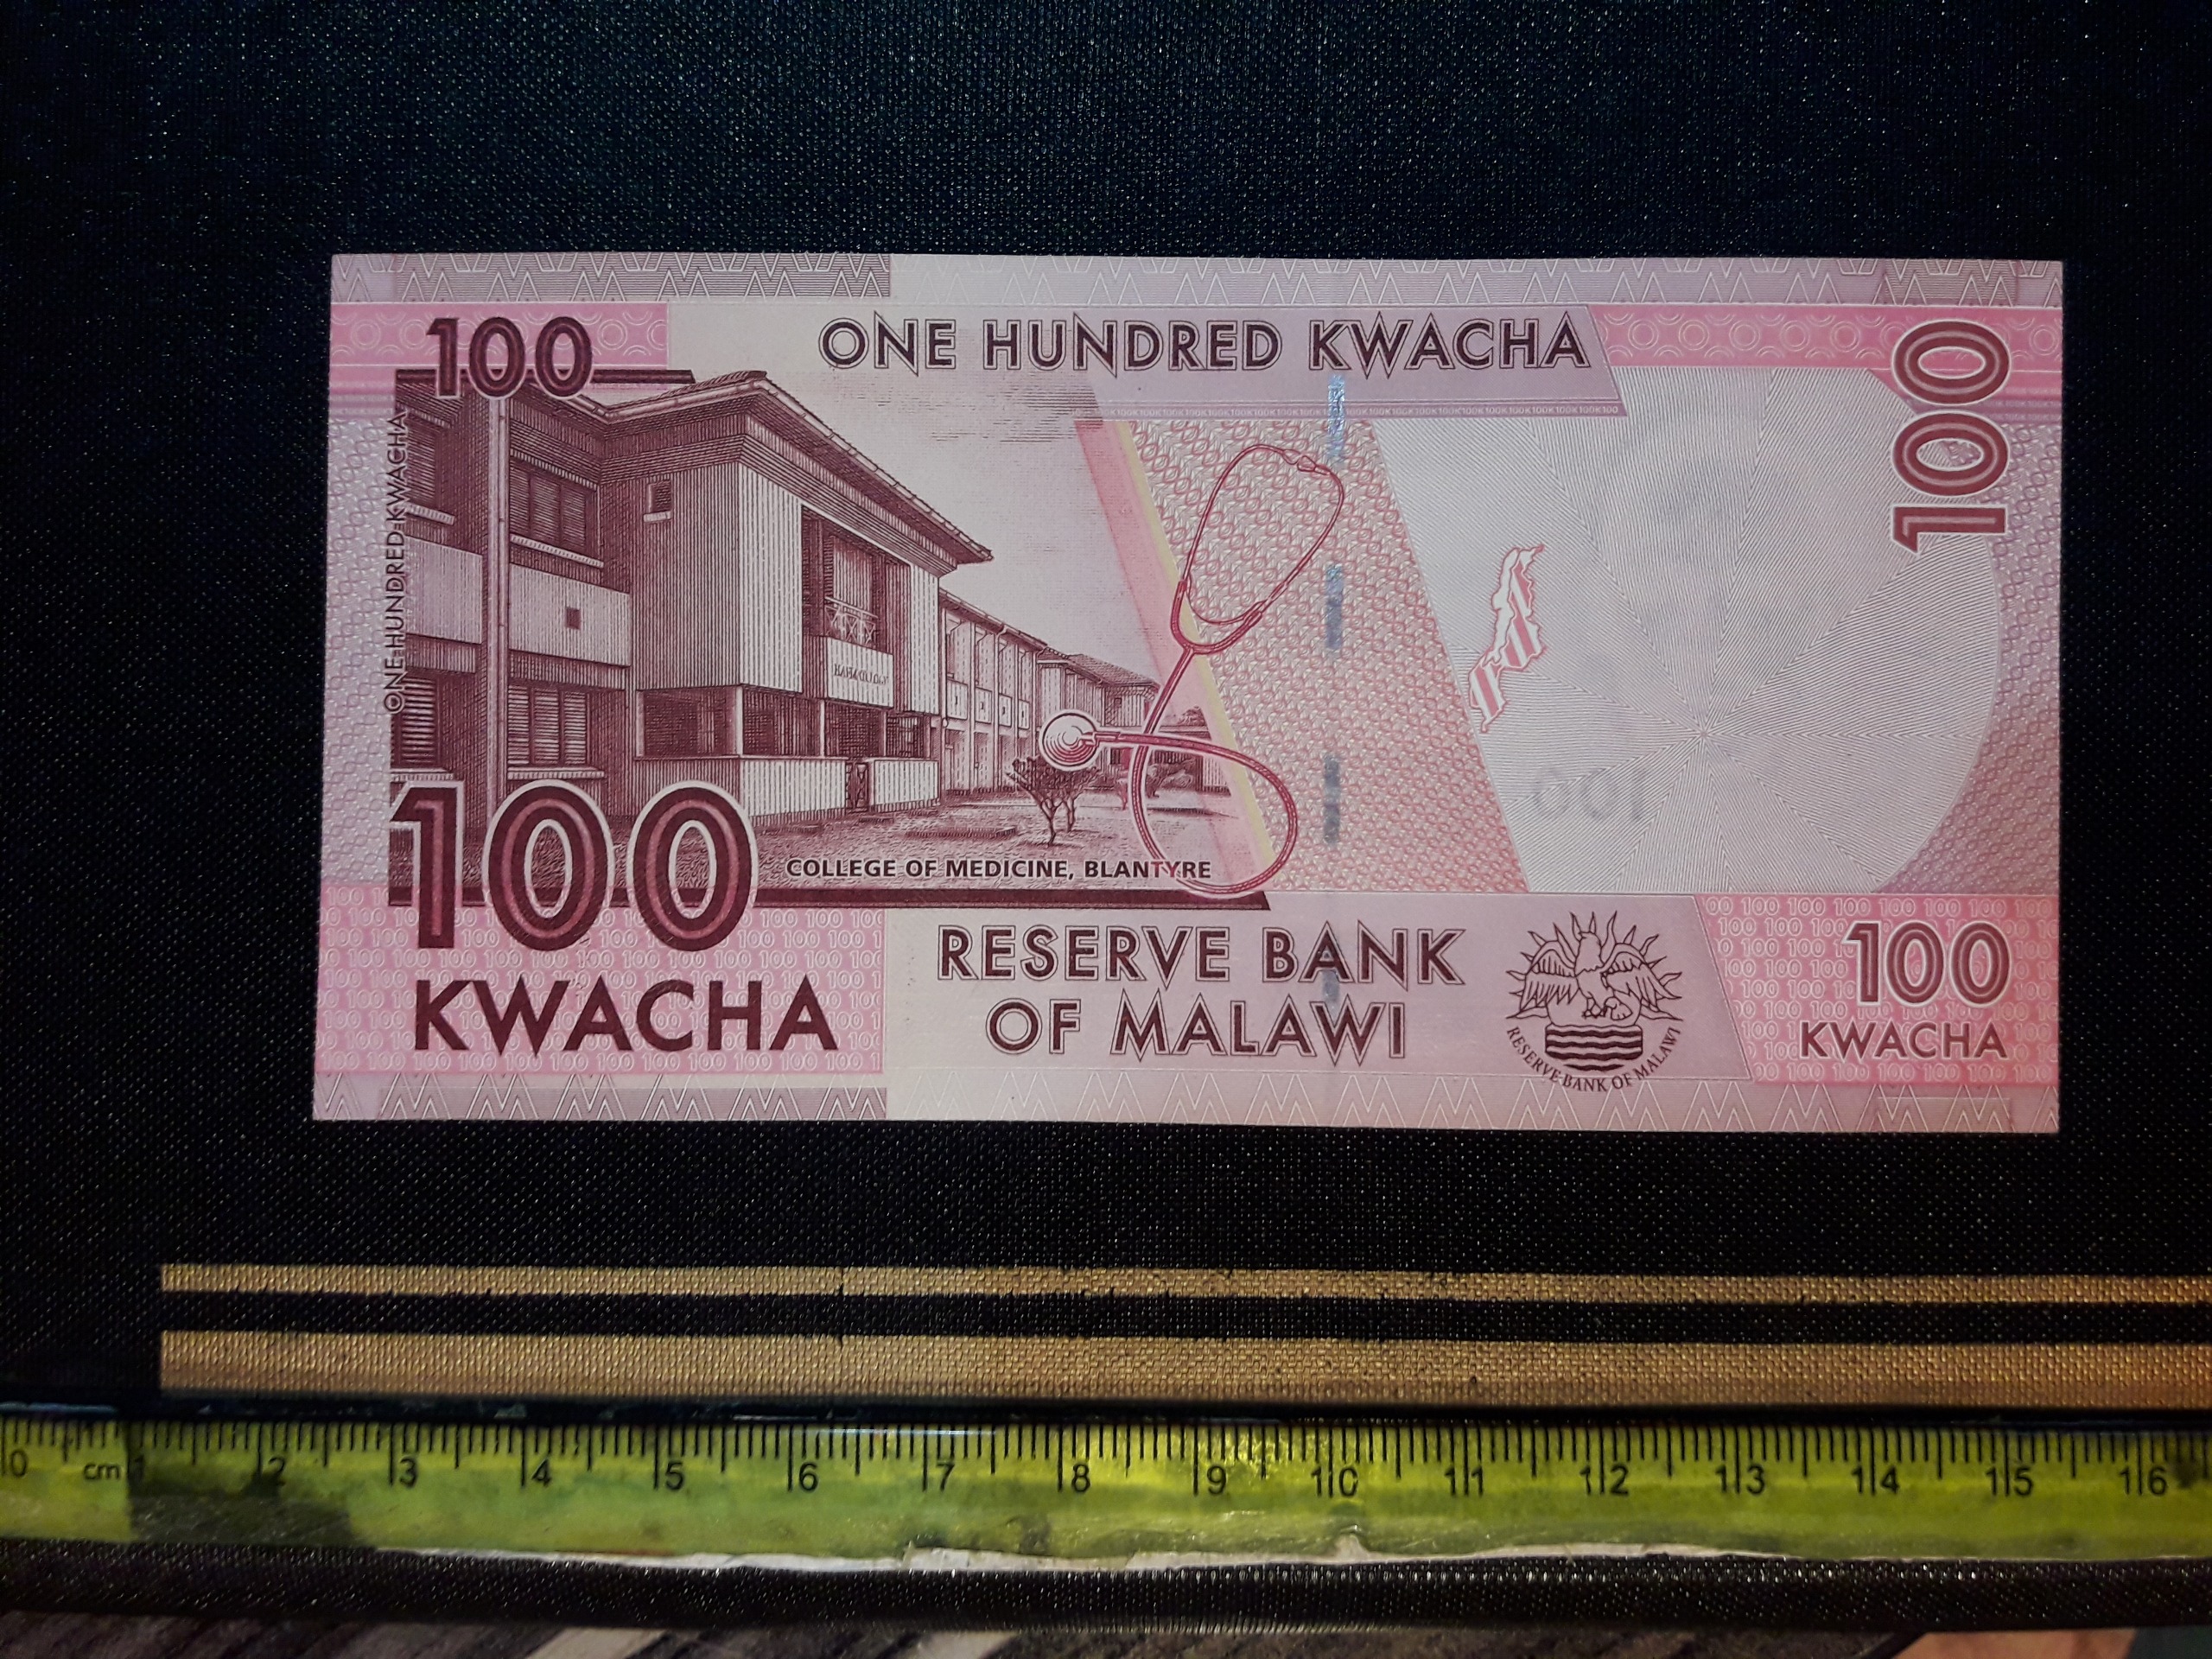 100
ONE HUNDRED KWACHA
100
ONE HUNDRED KWACHA
COLLEGE OF MEDICINE, BLANTYRE
100
KWACHA
RESERVE BANK
OF MALAWI
RESERVE BANK OF MALAWI
100
KWACHA
0 cm 1 2 3 4 5 6 7 8 9 10 11 12 13 14 15 16